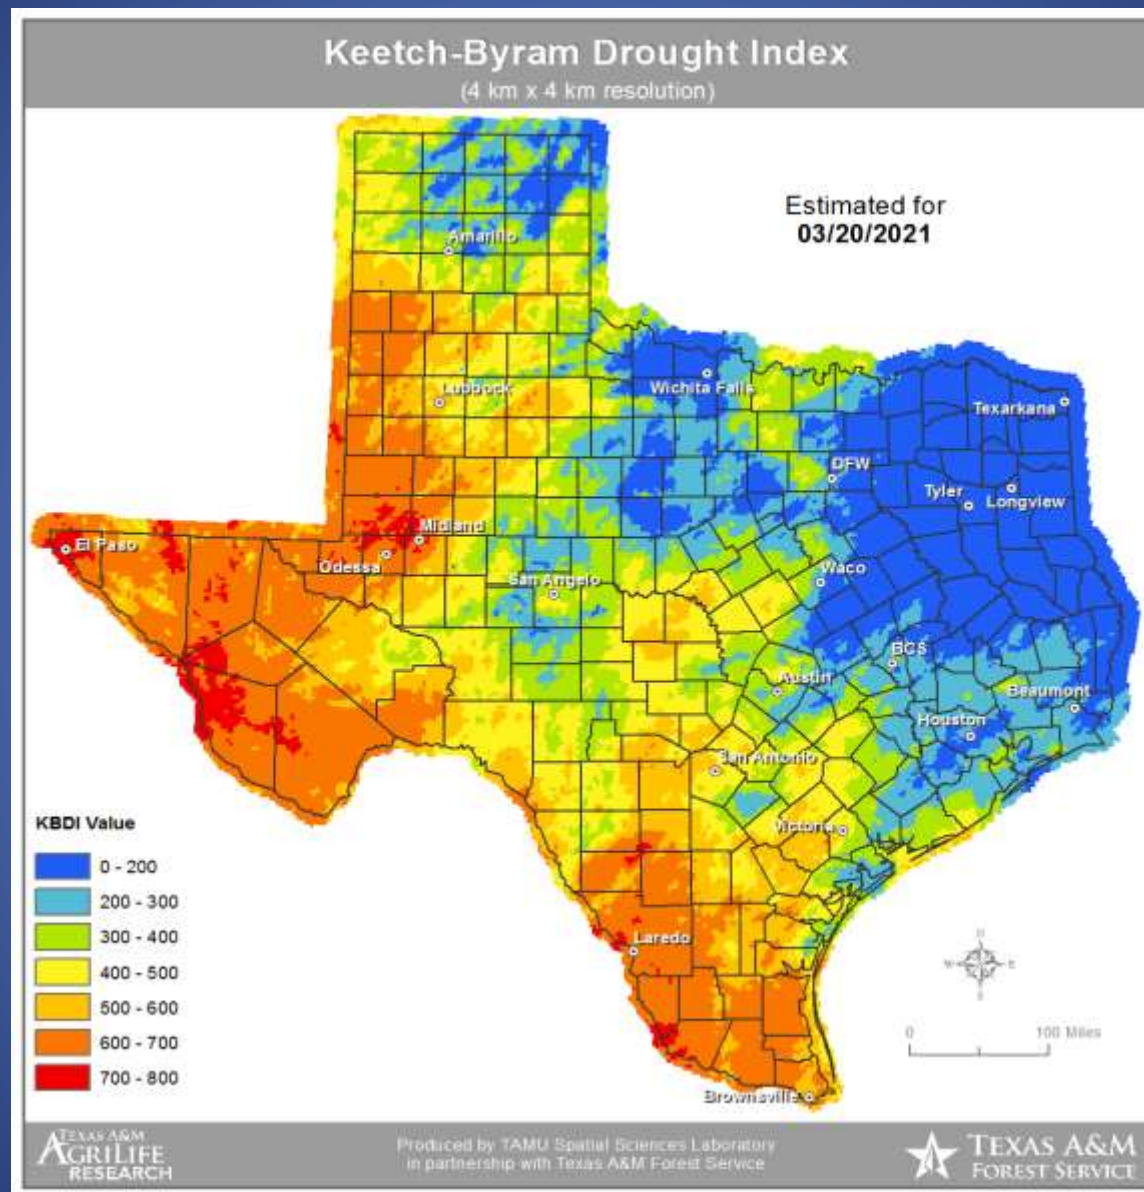 Keetch-Byram Drought Index
(4 km x 4 km resolution)
Estimated for
03/20/2021
Amarillo
Wichita Falls
Lubbock
Texarkana
DFW
Tyler
Longview
Midland
El Paso
Odessa
San Angelo
Waco
BCS
Austin
Beaumont
Houston
San Antonio
Victoria
Laredo
Brownsville
KBDI Value
0 - 200
200 - 300
300 - 400
400 - 500
500 - 600
600 - 700
700 - 800
W E
S
0 100 Miles
TEXAS A&M
AGRILIFE
RESEARCH
Produced by TAMU Spatial Sciences Laboratory
in partnership with Texas A&M Forest Service
TEXAS A&M
FOREST SERVICE